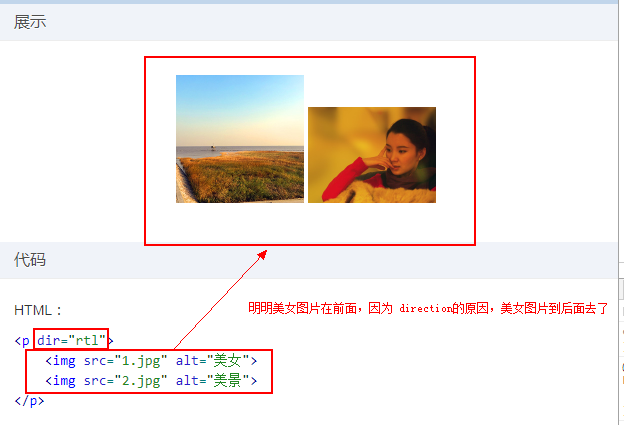 展示
代码
HTML：
明明美女图片在前面，因为 direction的原因，美女图片到后面去了
<p dir="rtl">
<img src="1.jpg" alt="美女">
<img src="2.jpg" alt="美景">
</p>